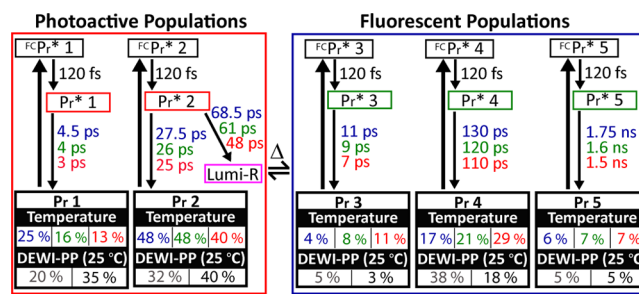 Photoactive Populations
Fluorescent Populations
FCPr* 1
FCPr* 2
FCPr* 3
FCPr* 4
FCPr* 5
120 fs
120 fs
120 fs
120 fs
120 fs
Pr* 1
Pr* 2
Pr* 3
Pr* 4
Pr* 5
4.5 ps
4 ps
3 ps
27.5 ps
26 ps
25 ps
68.5 ps
61 ps
48 ps
Lumi-R
Δ
⇌
11 ps
9 ps
7 ps
130 ps
120 ps
110 ps
1.75 ns
1.6 ns
1.5 ns
Pr 1
Temperature
25 % 16 % 13 %
DEWI-PP (25 °C)
20 % 35 %
Pr 2
Temperature
48 % 48 % 40 %
DEWI-PP (25 °C)
32 % 40 %
Pr 3
Temperature
4 % 8 % 11 %
DEWI-PP (25 °C)
5 % 3 %
Pr 4
Temperature
17 % 21 % 29 %
DEWI-PP (25 °C)
38 % 18 %
Pr 5
Temperature
6 % 7 % 7 %
DEWI-PP (25 °C)
5 % 5 %